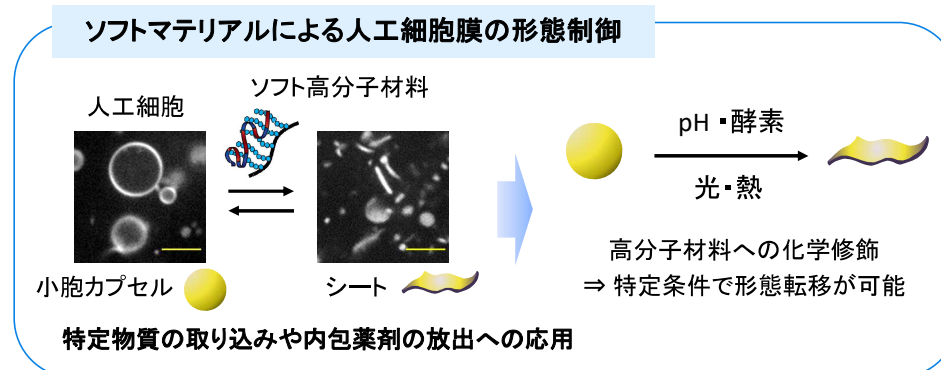 ソフトマテリアルによる人工細胞膜の形態制御
ソフト高分子材料
人工細胞
小胞カプセル
シート
特定物質の取り込みや内包薬剤の放出への応用
pH・酵素
光・熱
高分子材料への化学修飾
⇒ 特定条件で形態転移が可能